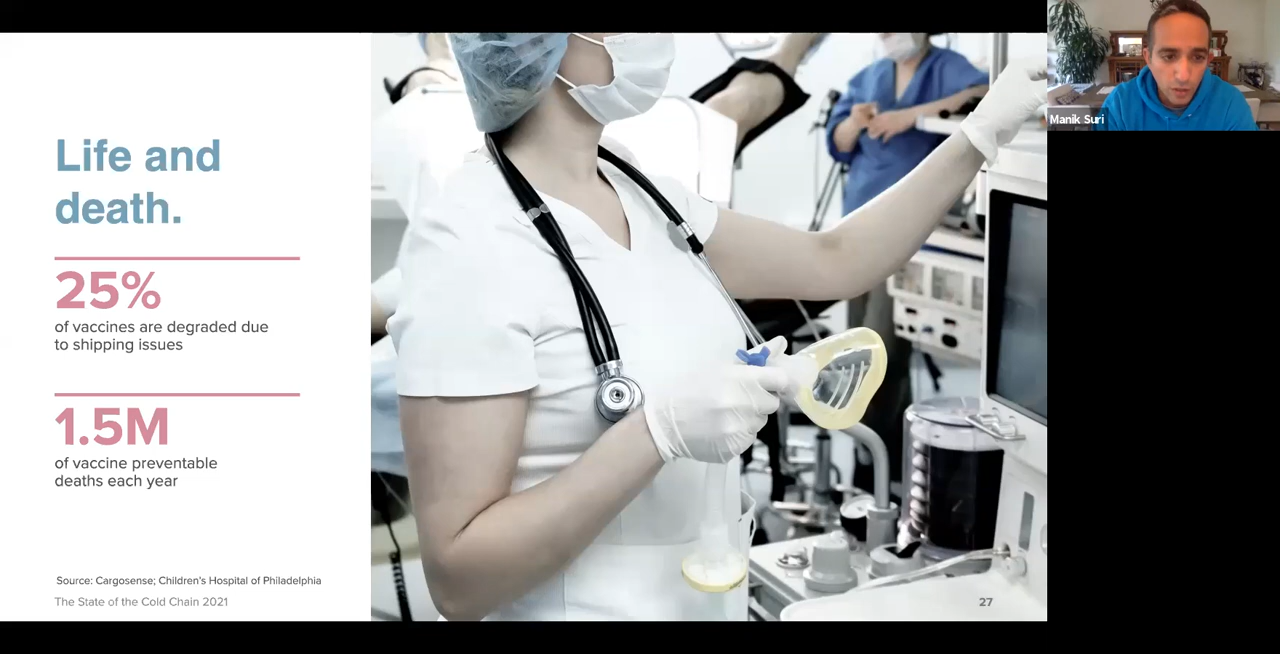 Life and
death.
25%
of vaccines are degraded due
to shipping issues
1.5M
of vaccine preventable
deaths each year
Source: Cargosense; Children's Hospital of Philadelphia
The State of the Cold Chain 2021
27
Manik Suri